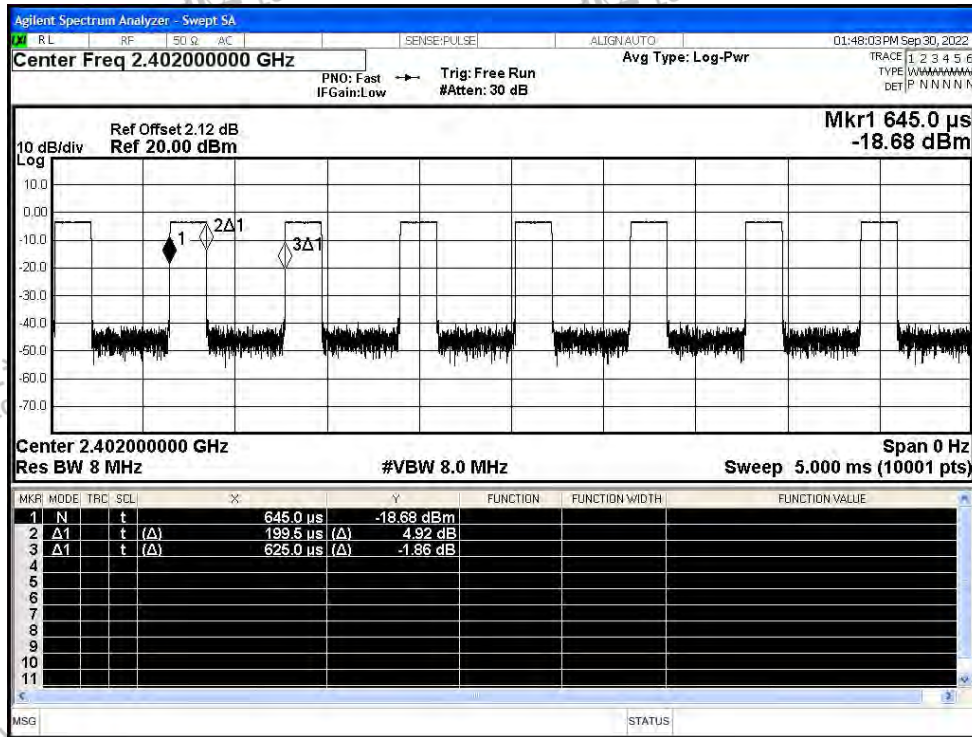 Agilent Spectrum Analyzer - Swept SA
LXI RL RF 50 Ω AC SENSE:PULSE ALIGN AUTO 01:48:03 PM Sep 30, 2022
Center Freq 2.402000000 GHz
PNO: Fast
IFGain:Low
Trig: Free Run
#Atten: 30 dB
Avg Type: Log-Pwr
TRACE 1 2 3 4 5 6
TYPE WWWWWW
DET P N N N N N
Ref Offset 2.12 dB
10 dB/div Ref 20.00 dBm
Log
Mkr1 645.0 µs
-18.68 dBm
10.0
0.00
-10.0
-20.0
-30.0
-40.0
-50.0
-60.0
-70.0
1
2Δ1
3Δ1
Center 2.402000000 GHz Span 0 Hz
Res BW 8 MHz #VBW 8.0 MHz Sweep 5.000 ms (10001 pts)
MKR MODE TRC SCL X Y FUNCTION FUNCTION WIDTH FUNCTION VALUE
1 N t 645.0 µs -18.68 dBm
2 Δ1 t (Δ) 199.5 µs (Δ) 4.92 dB
3 Δ1 t (Δ) 625.0 µs (Δ) -1.86 dB
4
5
6
7
8
9
10
11
MSG STATUS